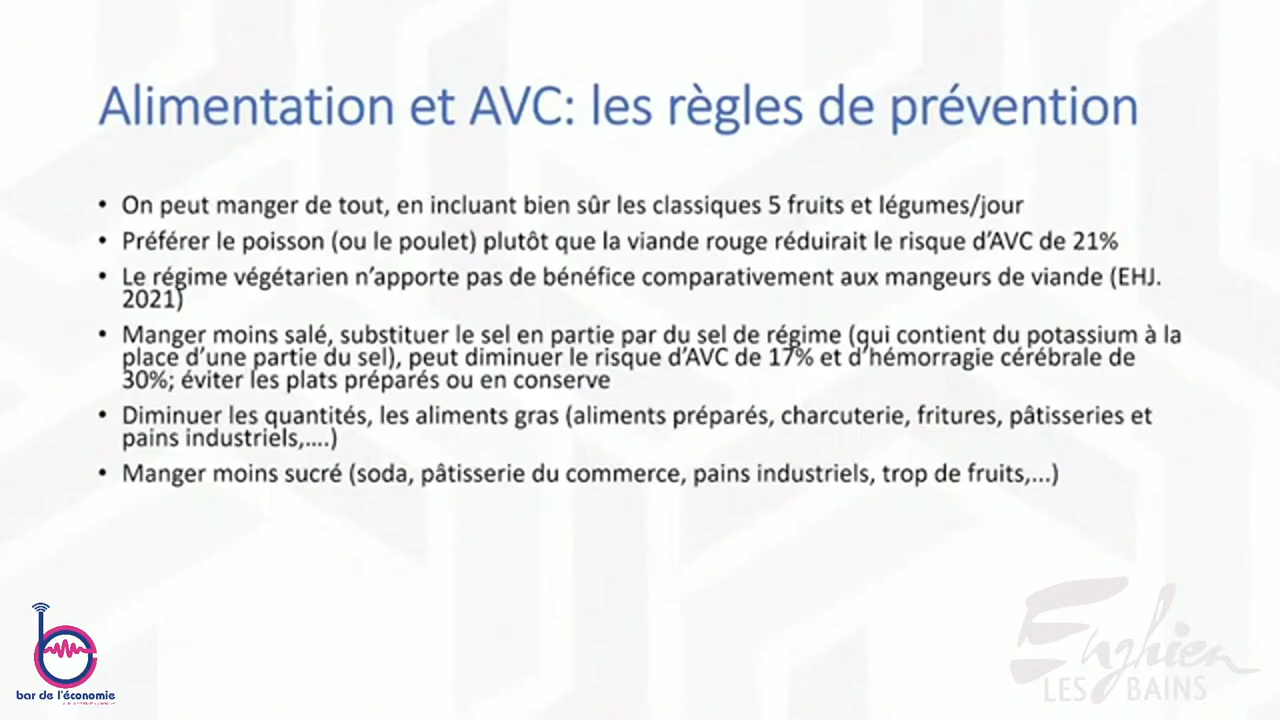 Alimentation et AVC: les règles de prévention
• On peut manger de tout, en incluant bien sûr les classiques 5 fruits et légumes/jour
• Préférer le poisson (ou le poulet) plutôt que la viande rouge réduirait le risque d'AVC de 21%
• Le régime végétarien n'apporte pas de bénéfice comparativement aux mangeurs de viande (EHJ.
2021)
• Manger moins salé, substituer le sel en partie par du sel de régime (qui contient du potassium à la
place d'une partie du sel), peut diminuer le risque d'AVC de 17% et d'hémorragie cérébrale de
30%; éviter les plats préparés ou en conserve
• Diminuer les quantités, les aliments gras (aliments préparés, charcuterie, fritures, pâtisseries et
pains industriels,....)
• Manger moins sucré (soda, pâtisserie du commerce, pains industriels, trop de fruits,...)
bar de l'économie
Enghien
LES BAINS